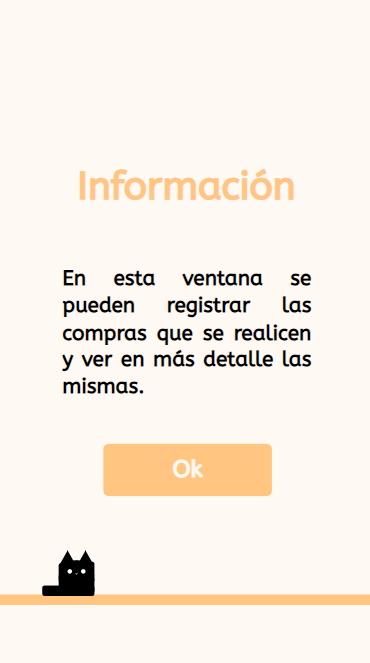 Información
En esta ventana se
pueden registrar las
compras que se realicen
y ver en más detalle las
mismas.
Ok